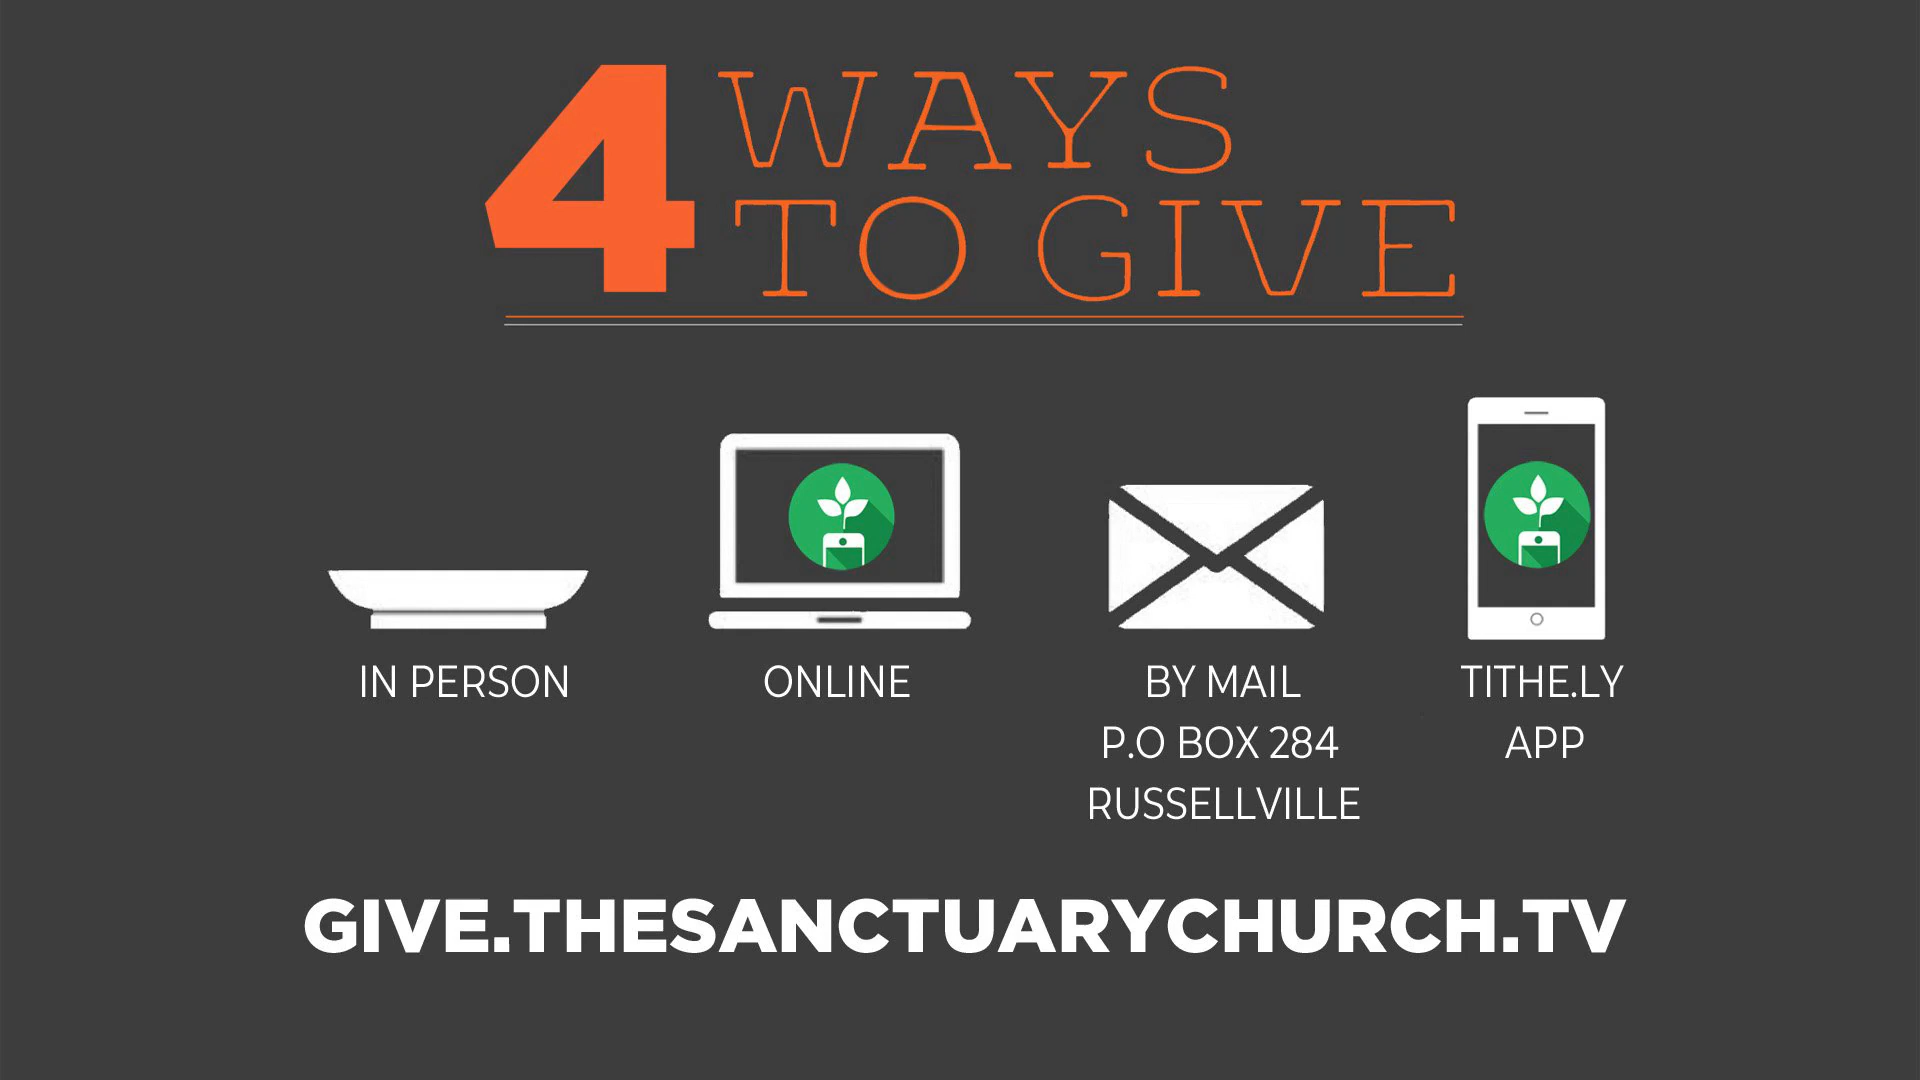 4 WAYS
TO GIVE
IN PERSON
ONLINE
BY MAIL
P.O BOX 284
RUSSELLVILLE
TITHE.LY
APP
GIVE.THESANCTUARYCHURCH.TV